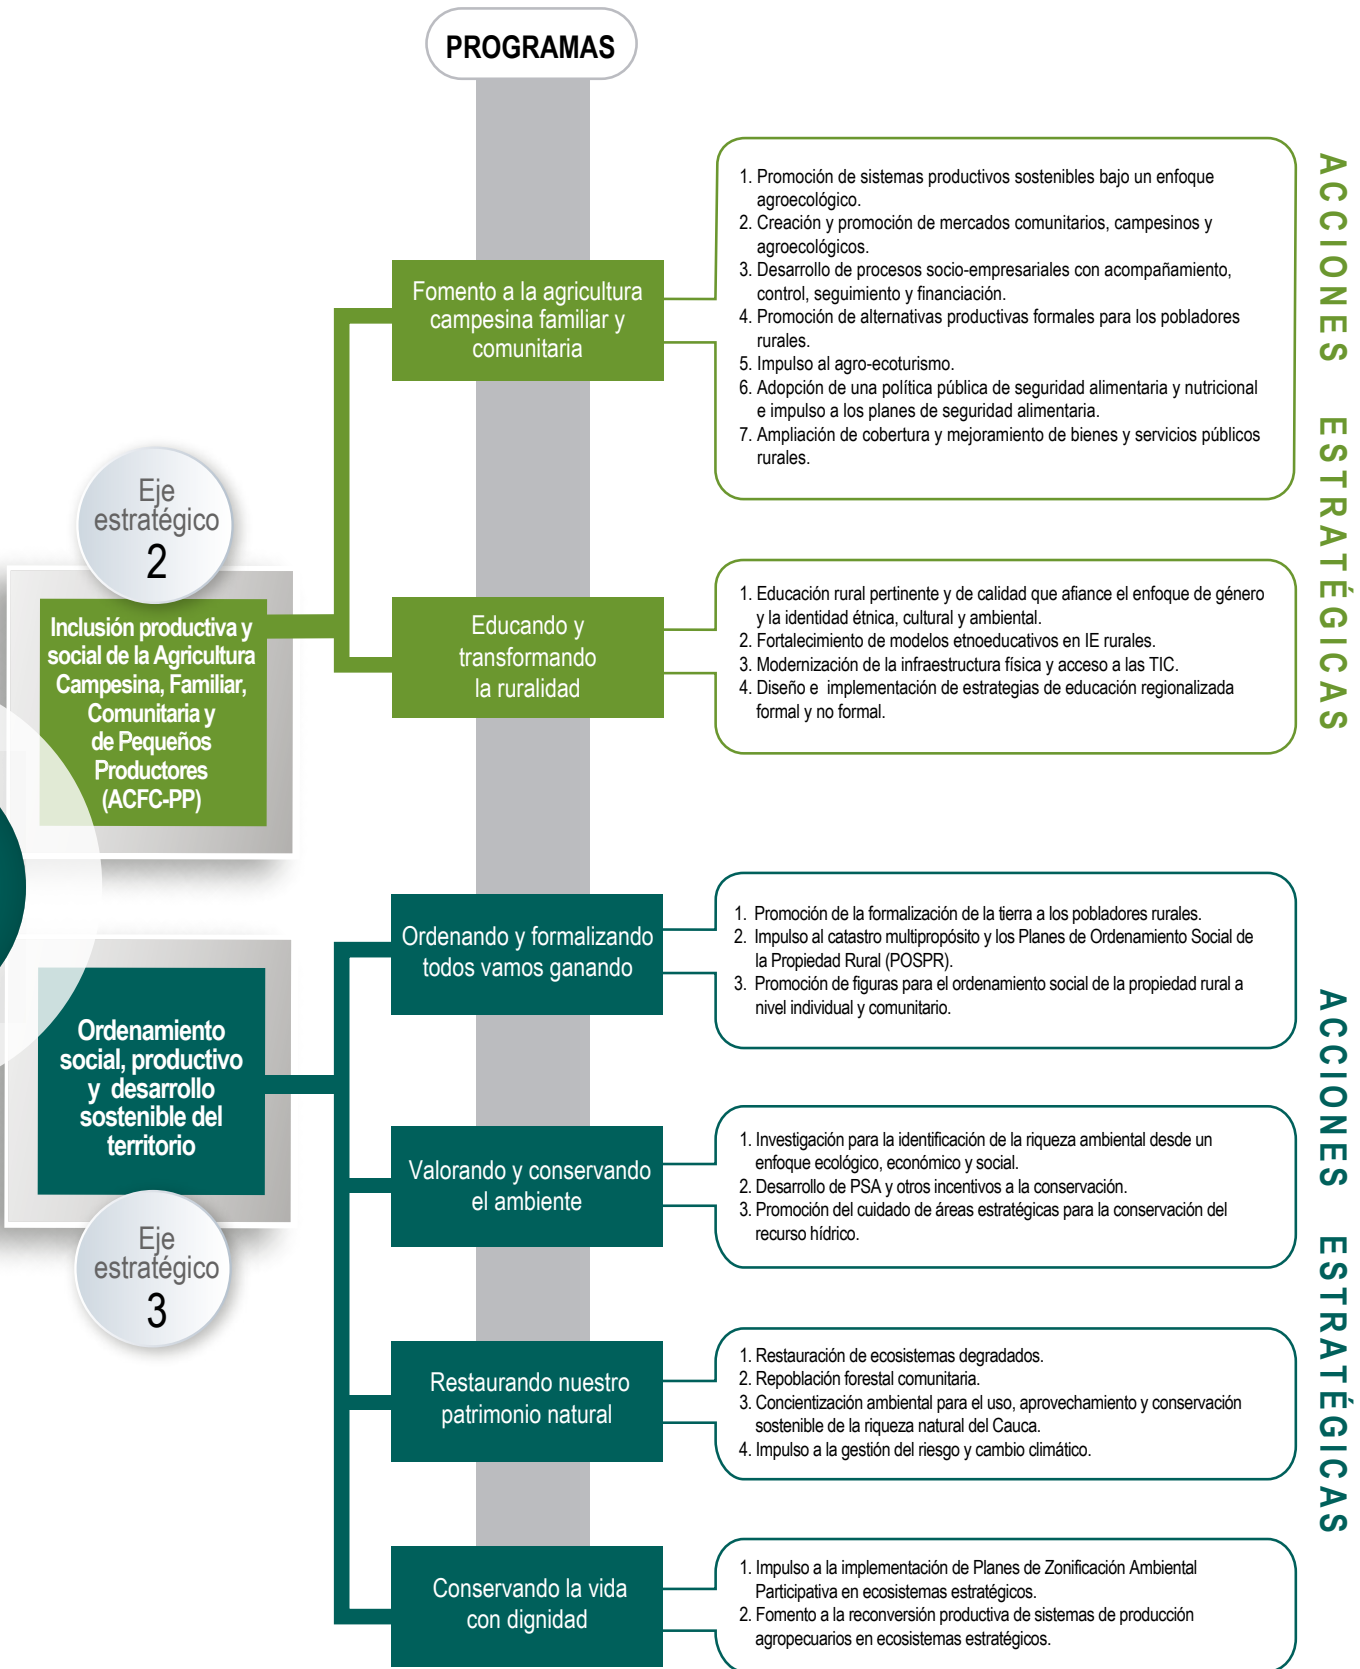 PROGRAMAS
Eje
estratégico
2
Inclusión productiva y
social de la Agricultura
Campesina, Familiar,
Comunitaria y
de Pequeños
Productores
(ACFC-PP)
Fomento a la agricultura
campesina familiar y
comunitaria
1. Promoción de sistemas productivos sostenibles bajo un enfoque
agroecológico.
2. Creación y promoción de mercados comunitarios, campesinos y
agroecológicos.
3. Desarrollo de procesos socio-empresariales con acompañamiento,
control, seguimiento y financiación.
4. Promoción de alternativas productivas formales para los pobladores
rurales.
5. Impulso al agro-ecoturismo.
6. Adopción de una política pública de seguridad alimentaria y nutricional
e impulso a los planes de seguridad alimentaria.
7. Ampliación de cobertura y mejoramiento de bienes y servicios públicos
rurales.
Educando y
transformando
la ruralidad
1. Educación rural pertinente y de calidad que afiance el enfoque de género
y la identidad étnica, cultural y ambiental.
2. Fortalecimiento de modelos etnoeducativos en IE rurales.
3. Modernización de la infraestructura física y acceso a las TIC.
4. Diseño e implementación de estrategias de educación regionalizada
formal y no formal.
ACCIONES ESTRATÉGICAS
Ordenamiento
social, productivo
y desarrollo
sostenible del
territorio
Eje
estratégico
3
Ordenando y formalizando
todos vamos ganando
1. Promoción de la formalización de la tierra a los pobladores rurales.
2. Impulso al catastro multipropósito y los Planes de Ordenamiento Social de
la Propiedad Rural (POSPR).
3. Promoción de figuras para el ordenamiento social de la propiedad rural a
nivel individual y comunitario.
Valorando y conservando
el ambiente
1. Investigación para la identificación de la riqueza ambiental desde un
enfoque ecológico, económico y social.
2. Desarrollo de PSA y otros incentivos a la conservación.
3. Promoción del cuidado de áreas estratégicas para la conservación del
recurso hídrico.
Restaurando nuestro
patrimonio natural
1. Restauración de ecosistemas degradados.
2. Repoblación forestal comunitaria.
3. Concientización ambiental para el uso, aprovechamiento y conservación
sostenible de la riqueza natural del Cauca.
4. Impulso a la gestión del riesgo y cambio climático.
Conservando la vida
con dignidad
1. Impulso a la implementación de Planes de Zonificación Ambiental
Participativa en ecosistemas estratégicos.
2. Fomento a la reconversión productiva de sistemas de producción
agropecuarios en ecosistemas estratégicos.
ACCIONES ESTRATÉGICAS